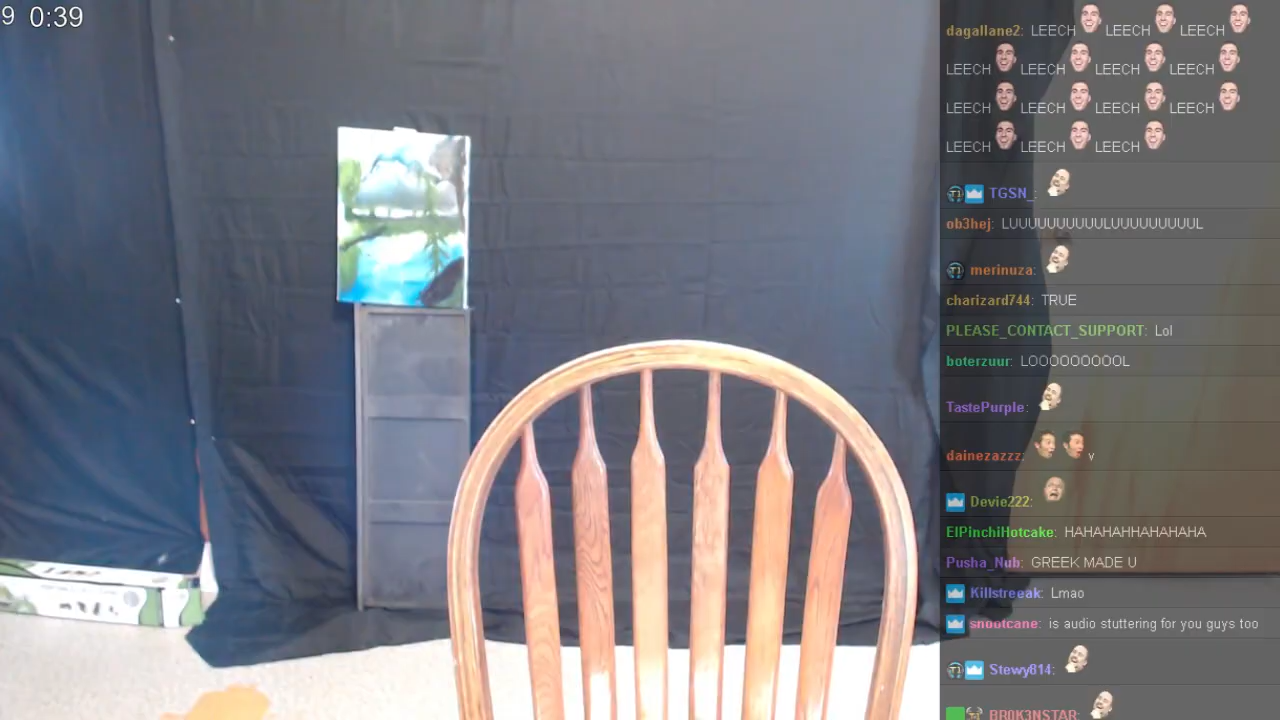 9 0:39
dagallane2: LEECH LEECH LEECH
LEECH LEECH LEECH LEECH
LEECH LEECH LEECH LEECH
LEECH LEECH LEECH
TGSN_:
ob3hej: LUUUUUUUUUULUUUUUUUUUL
merinuza:
charizard744: TRUE
PLEASE_CONTACT_SUPPORT: Lol
boterzuur: LOOOOOOOOOL
TastePurple:
dainezazzz: v
Devie222:
ElPinchiHotcake: HAHAHAHHAHAHAHA
Pusha_Nub: GREEK MADE U
Killstreeak: Lmao
snootcane: is audio stuttering for you guys too
Stewy814:
BR0K3NSTAR: